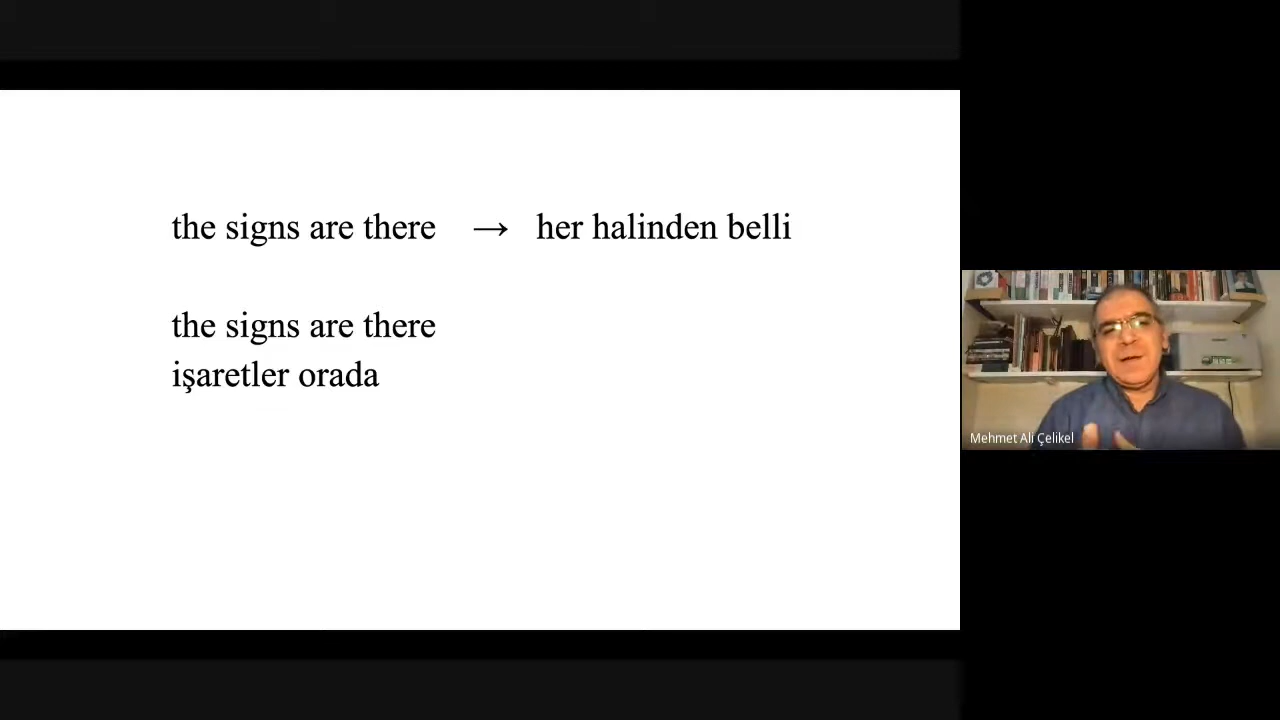 the signs are there → her halinden belli
the signs are there
işaretler orada
Mehmet Ali Çelikel